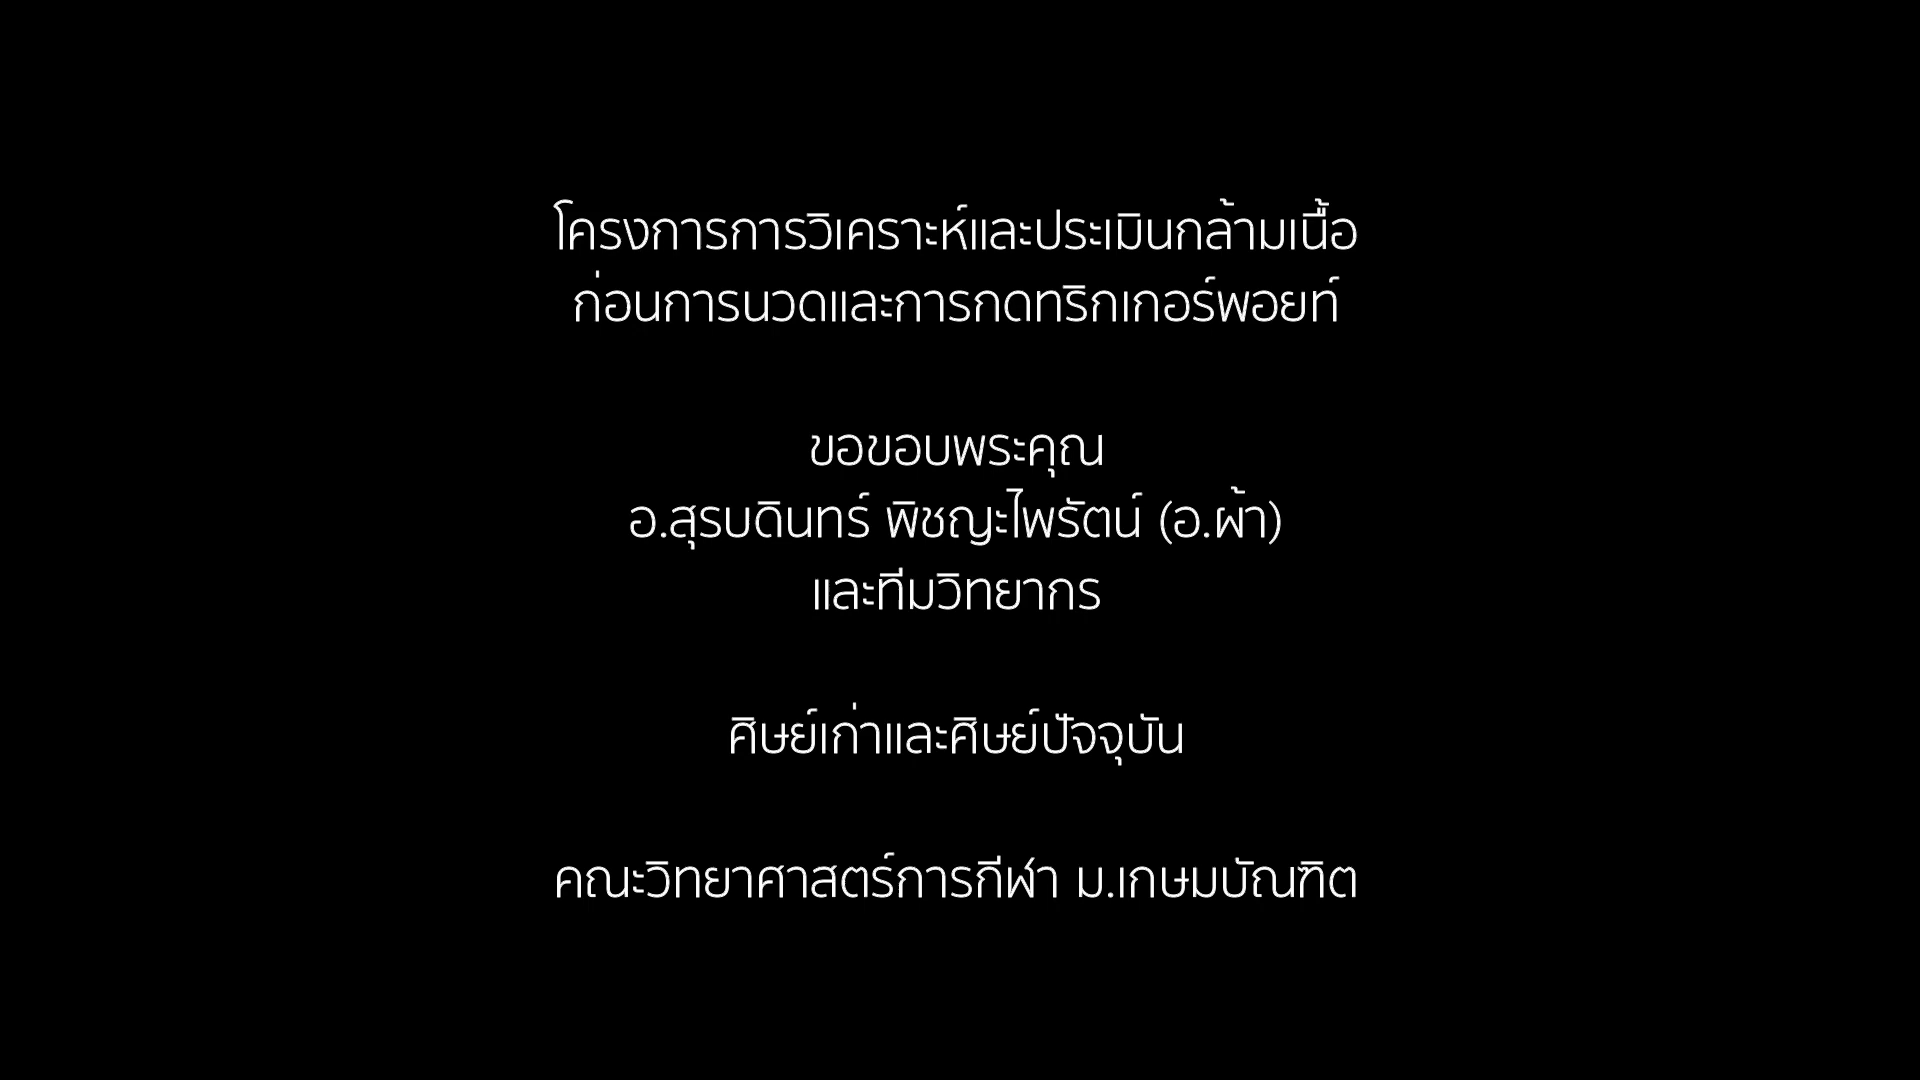 โครงการการวิเคราะห์และประเมินกล้ามเนื้อ
ก่อนการนวดและการกดทริกเกอร์พอยท์
ขอขอบพระคุณ
อ.สุรบดินทร์ พิชญะไพรัตน์ (อ.ผ้า)
และทีมวิทยากร
ศิษย์เก่าและศิษย์ปัจจุบัน
คณะวิทยาศาสตร์การกีฬา ม.เกษมบัณฑิต